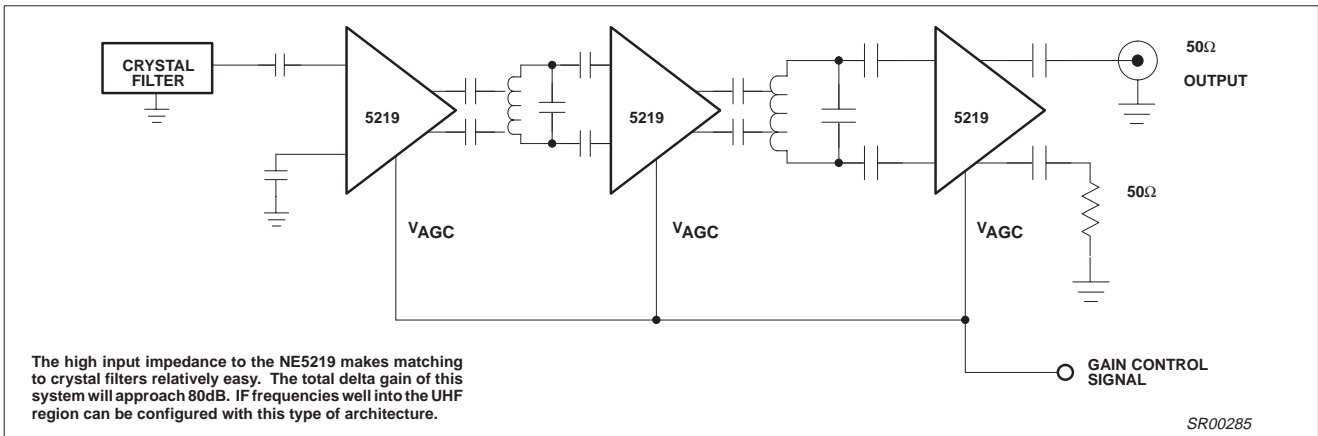 CRYSTAL
FILTER
5219
5219
5219
50Ω
OUTPUT
50Ω
VAGC
VAGC
VAGC
The high input impedance to the NE5219 makes matching
to crystal filters relatively easy. The total delta gain of this
system will approach 80dB. IF frequencies well into the UHF
region can be configured with this type of architecture.
GAIN CONTROL
SIGNAL
SR00285